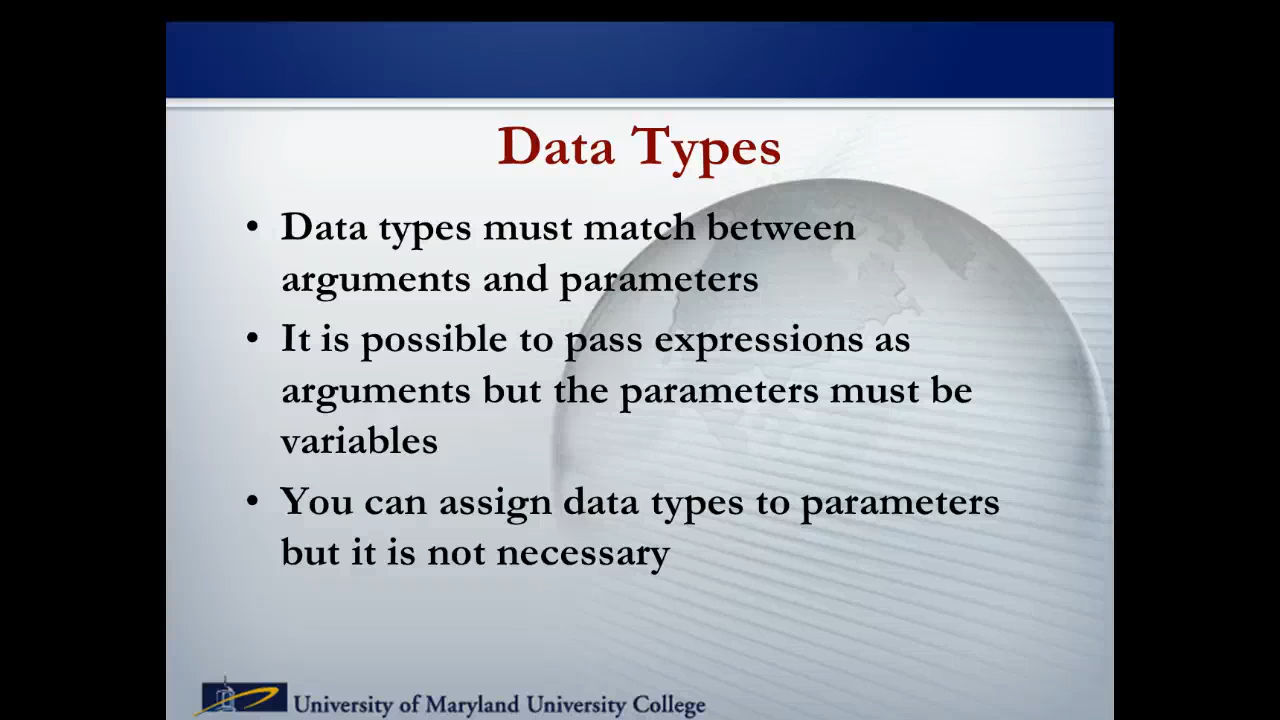 Data Types
• Data types must match between
arguments and parameters
• It is possible to pass expressions as
arguments but the parameters must be
variables
• You can assign data types to parameters
but it is not necessary
University of Maryland University College